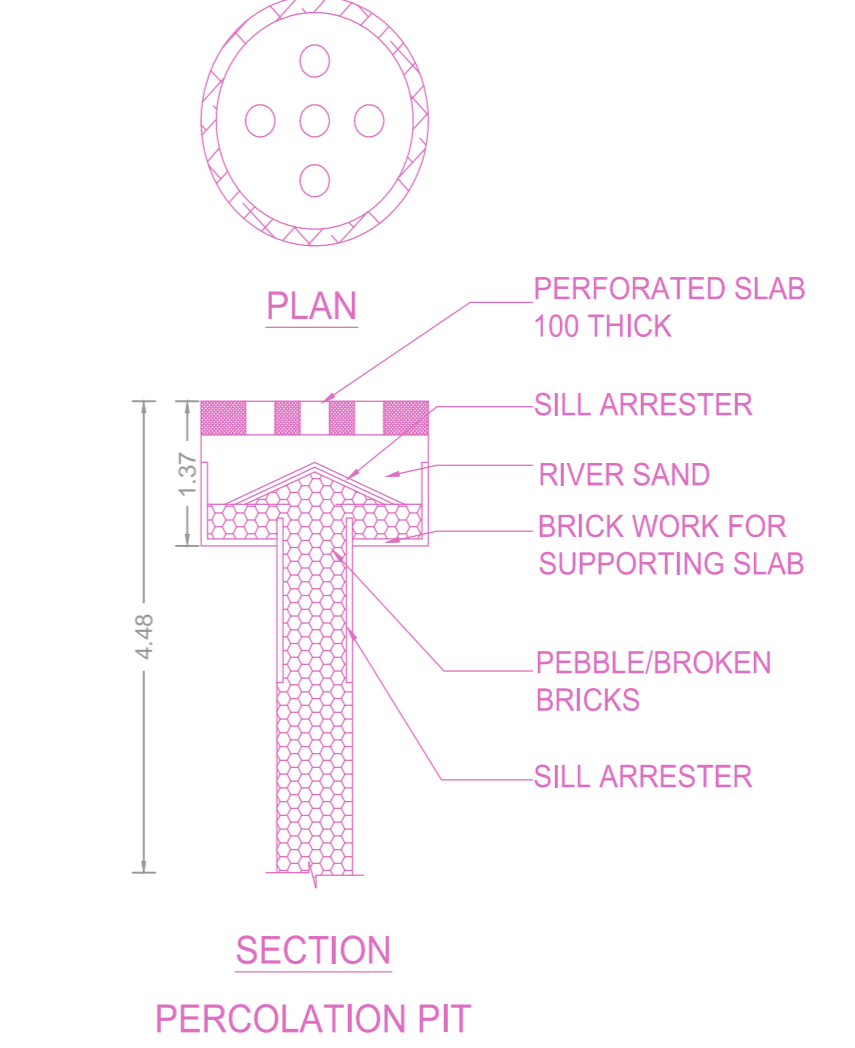 PLAN
PERFORATED SLAB
100 THICK
SILL ARRESTER
1.37
RIVER SAND
BRICK WORK FOR
SUPPORTING SLAB
4.48
PEBBLE/BROKEN
BRICKS
SILL ARRESTER
SECTION
PERCOLATION PIT